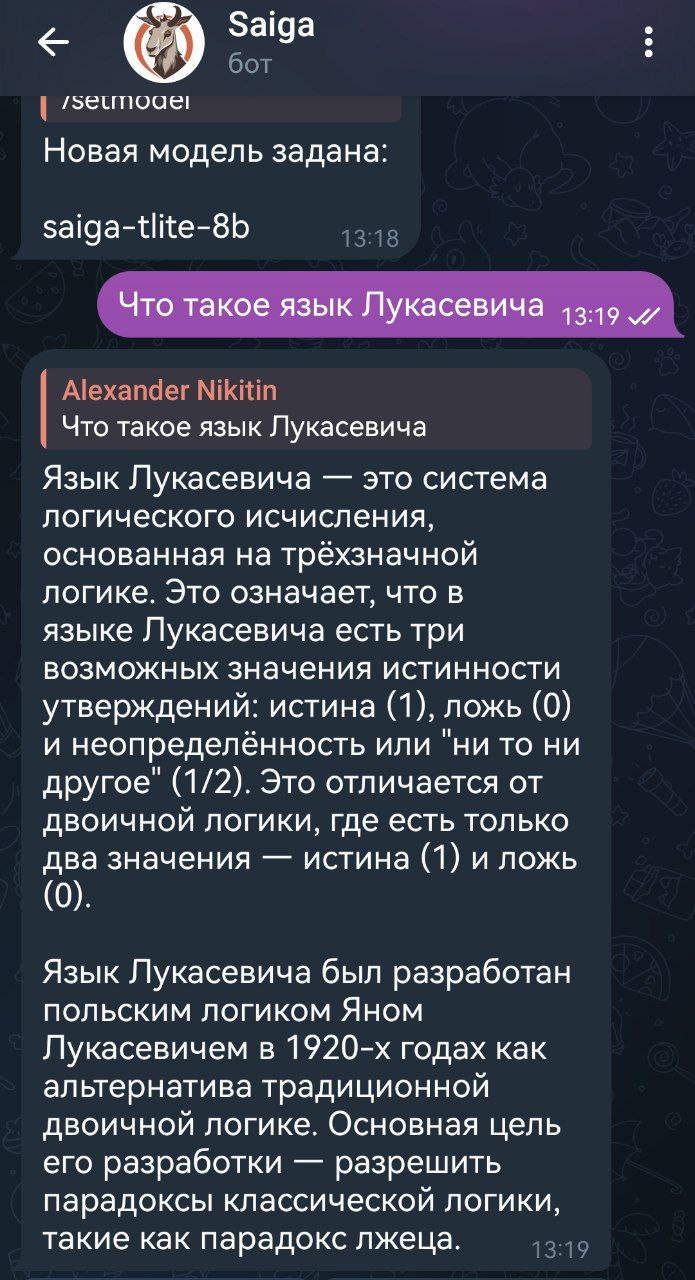 Saiga
бот
/setmodel
Новая модель задана:
saiga-tlite-8b
13:18
Что такое язык Лукасевича
13:19
Alexander Nikitin
Что такое язык Лукасевича
Язык Лукасевича — это система
логического исчисления,
основанная на трёхзначной
логике. Это означает, что в
языке Лукасевича есть три
возможных значения истинности
утверждений: истина (1), ложь (0)
и неопределённость или "ни то ни
другое" (1/2). Это отличается от
двоичной логики, где есть только
два значения — истина (1) и ложь
(0).
Язык Лукасевича был разработан
польским логиком Яном
Лукасевичем в 1920-х годах как
альтернатива традиционной
двоичной логике. Основная цель
его разработки — разрешить
парадоксы классической логики,
такие как парадокс лжеца.
13:19